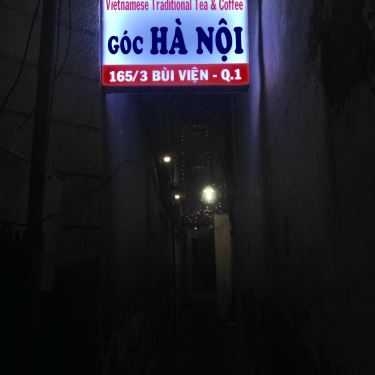 Vietnamese Traditional Tea & Coffee
GÓC HÀ NỘI
165/3 BÙI VIỆN - Q.1